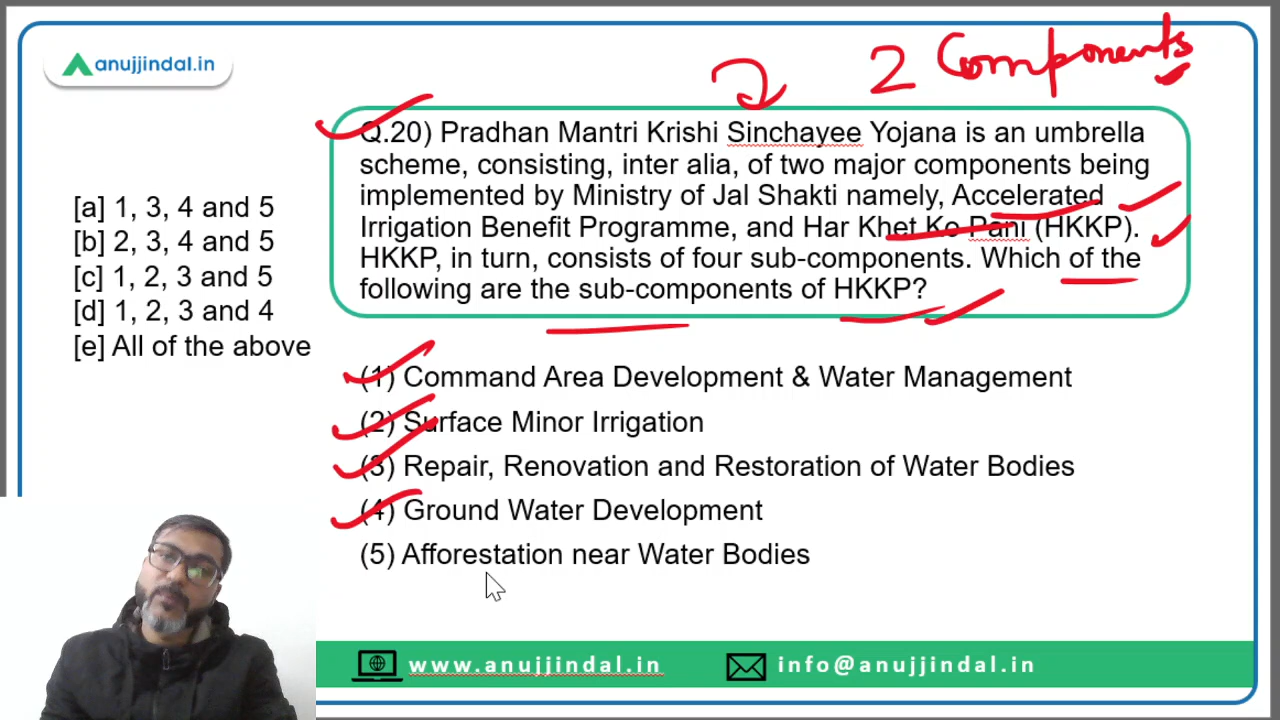 anujjindal.in
2 Components
Q.20) Pradhan Mantri Krishi Sinchayee Yojana is an umbrella
scheme, consisting, inter alia, of two major components being
implemented by Ministry of Jal Shakti namely, Accelerated
Irrigation Benefit Programme, and Har Khet Ko Pani (HKKP).
HKKP, in turn, consists of four sub-components. Which of the
following are the sub-components of HKKP?
[a] 1, 3, 4 and 5
[b] 2, 3, 4 and 5
[c] 1, 2, 3 and 5
[d] 1, 2, 3 and 4
[e] All of the above
(1) Command Area Development & Water Management
(2) Surface Minor Irrigation
(3) Repair, Renovation and Restoration of Water Bodies
(4) Ground Water Development
(5) Afforestation near Water Bodies
www.anujjindal.in
info@anujjindal.in